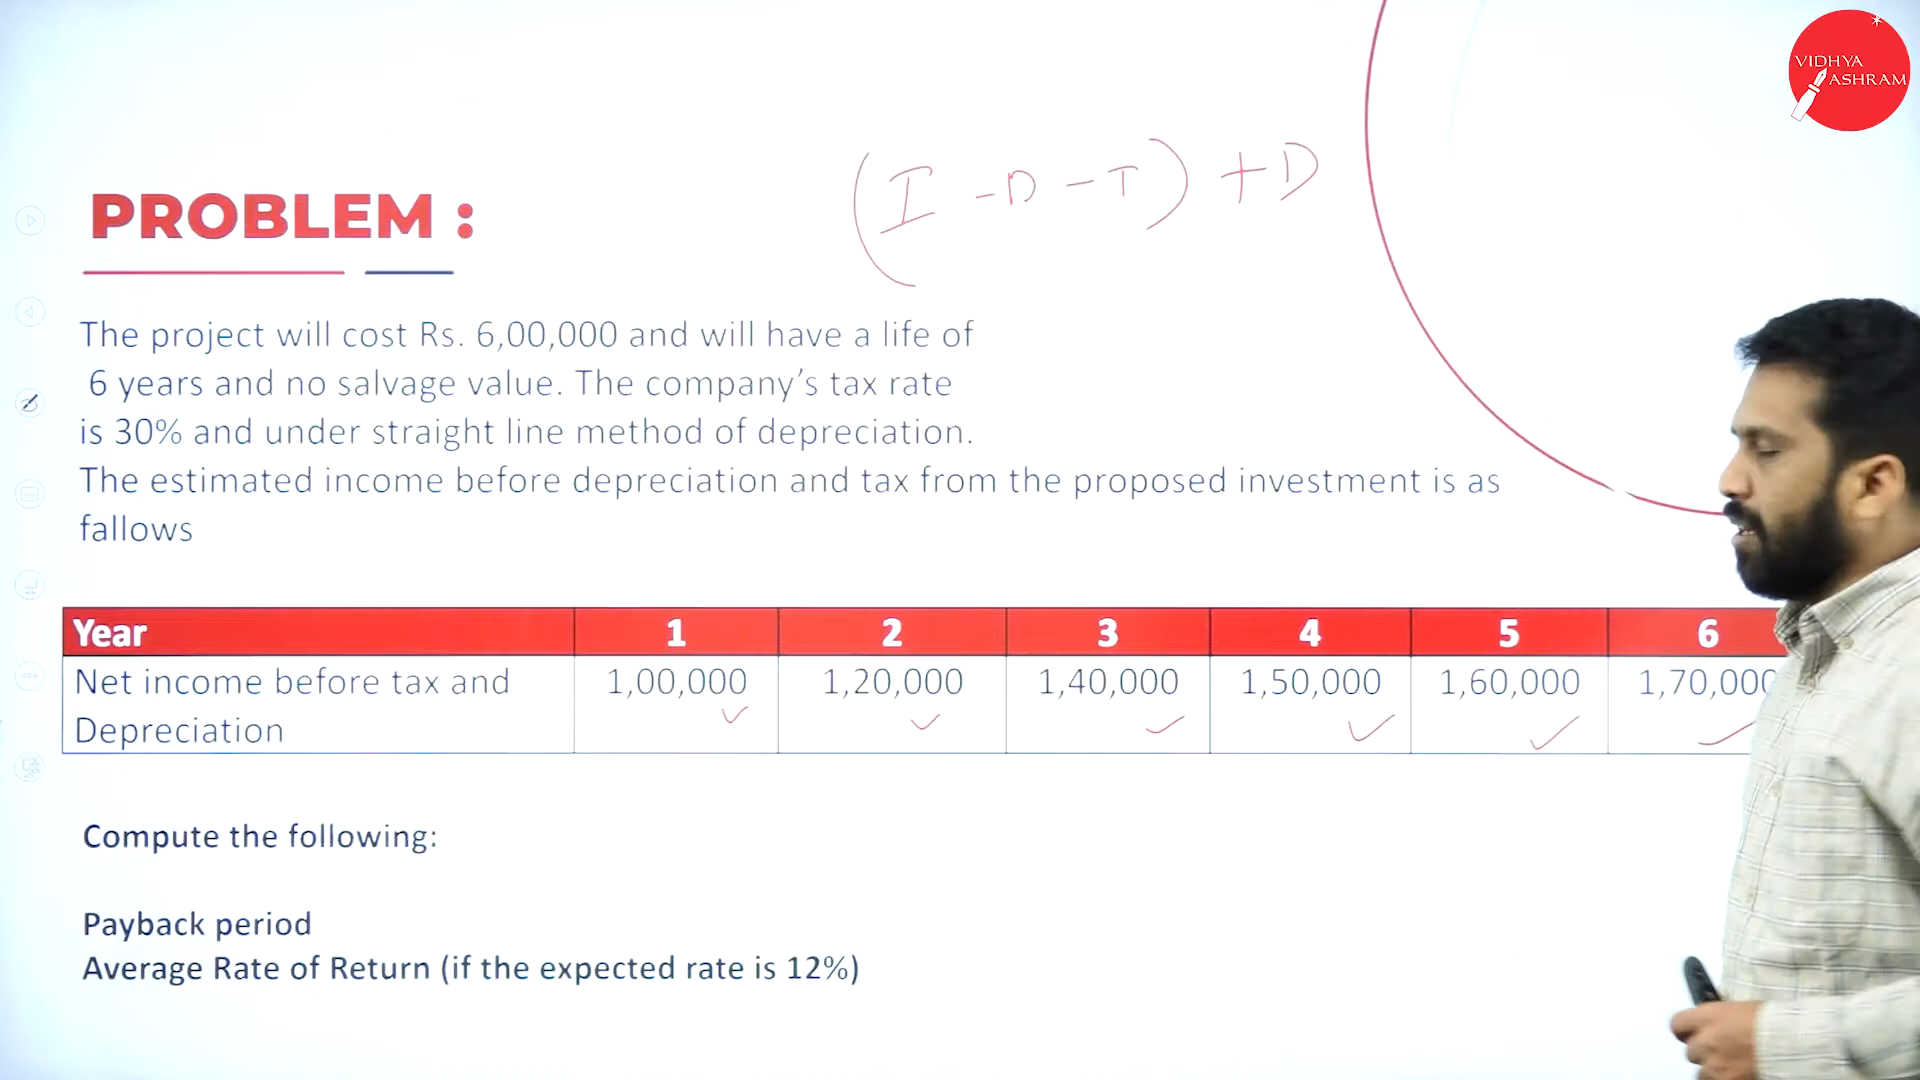 VIDHYA
ASHRAM
(I - D - T) + D
PROBLEM :
The project will cost Rs. 6,00,000 and will have a life of
6 years and no salvage value. The company’s tax rate
is 30% and under straight line method of depreciation.
The estimated income before depreciation and tax from the proposed investment is as
fallows
Year 1 2 3 4 5 6
Net income before tax and 1,00,000 1,20,000 1,40,000 1,50,000 1,60,000 1,70,000
Depreciation
Compute the following:
Payback period
Average Rate of Return (if the expected rate is 12%)